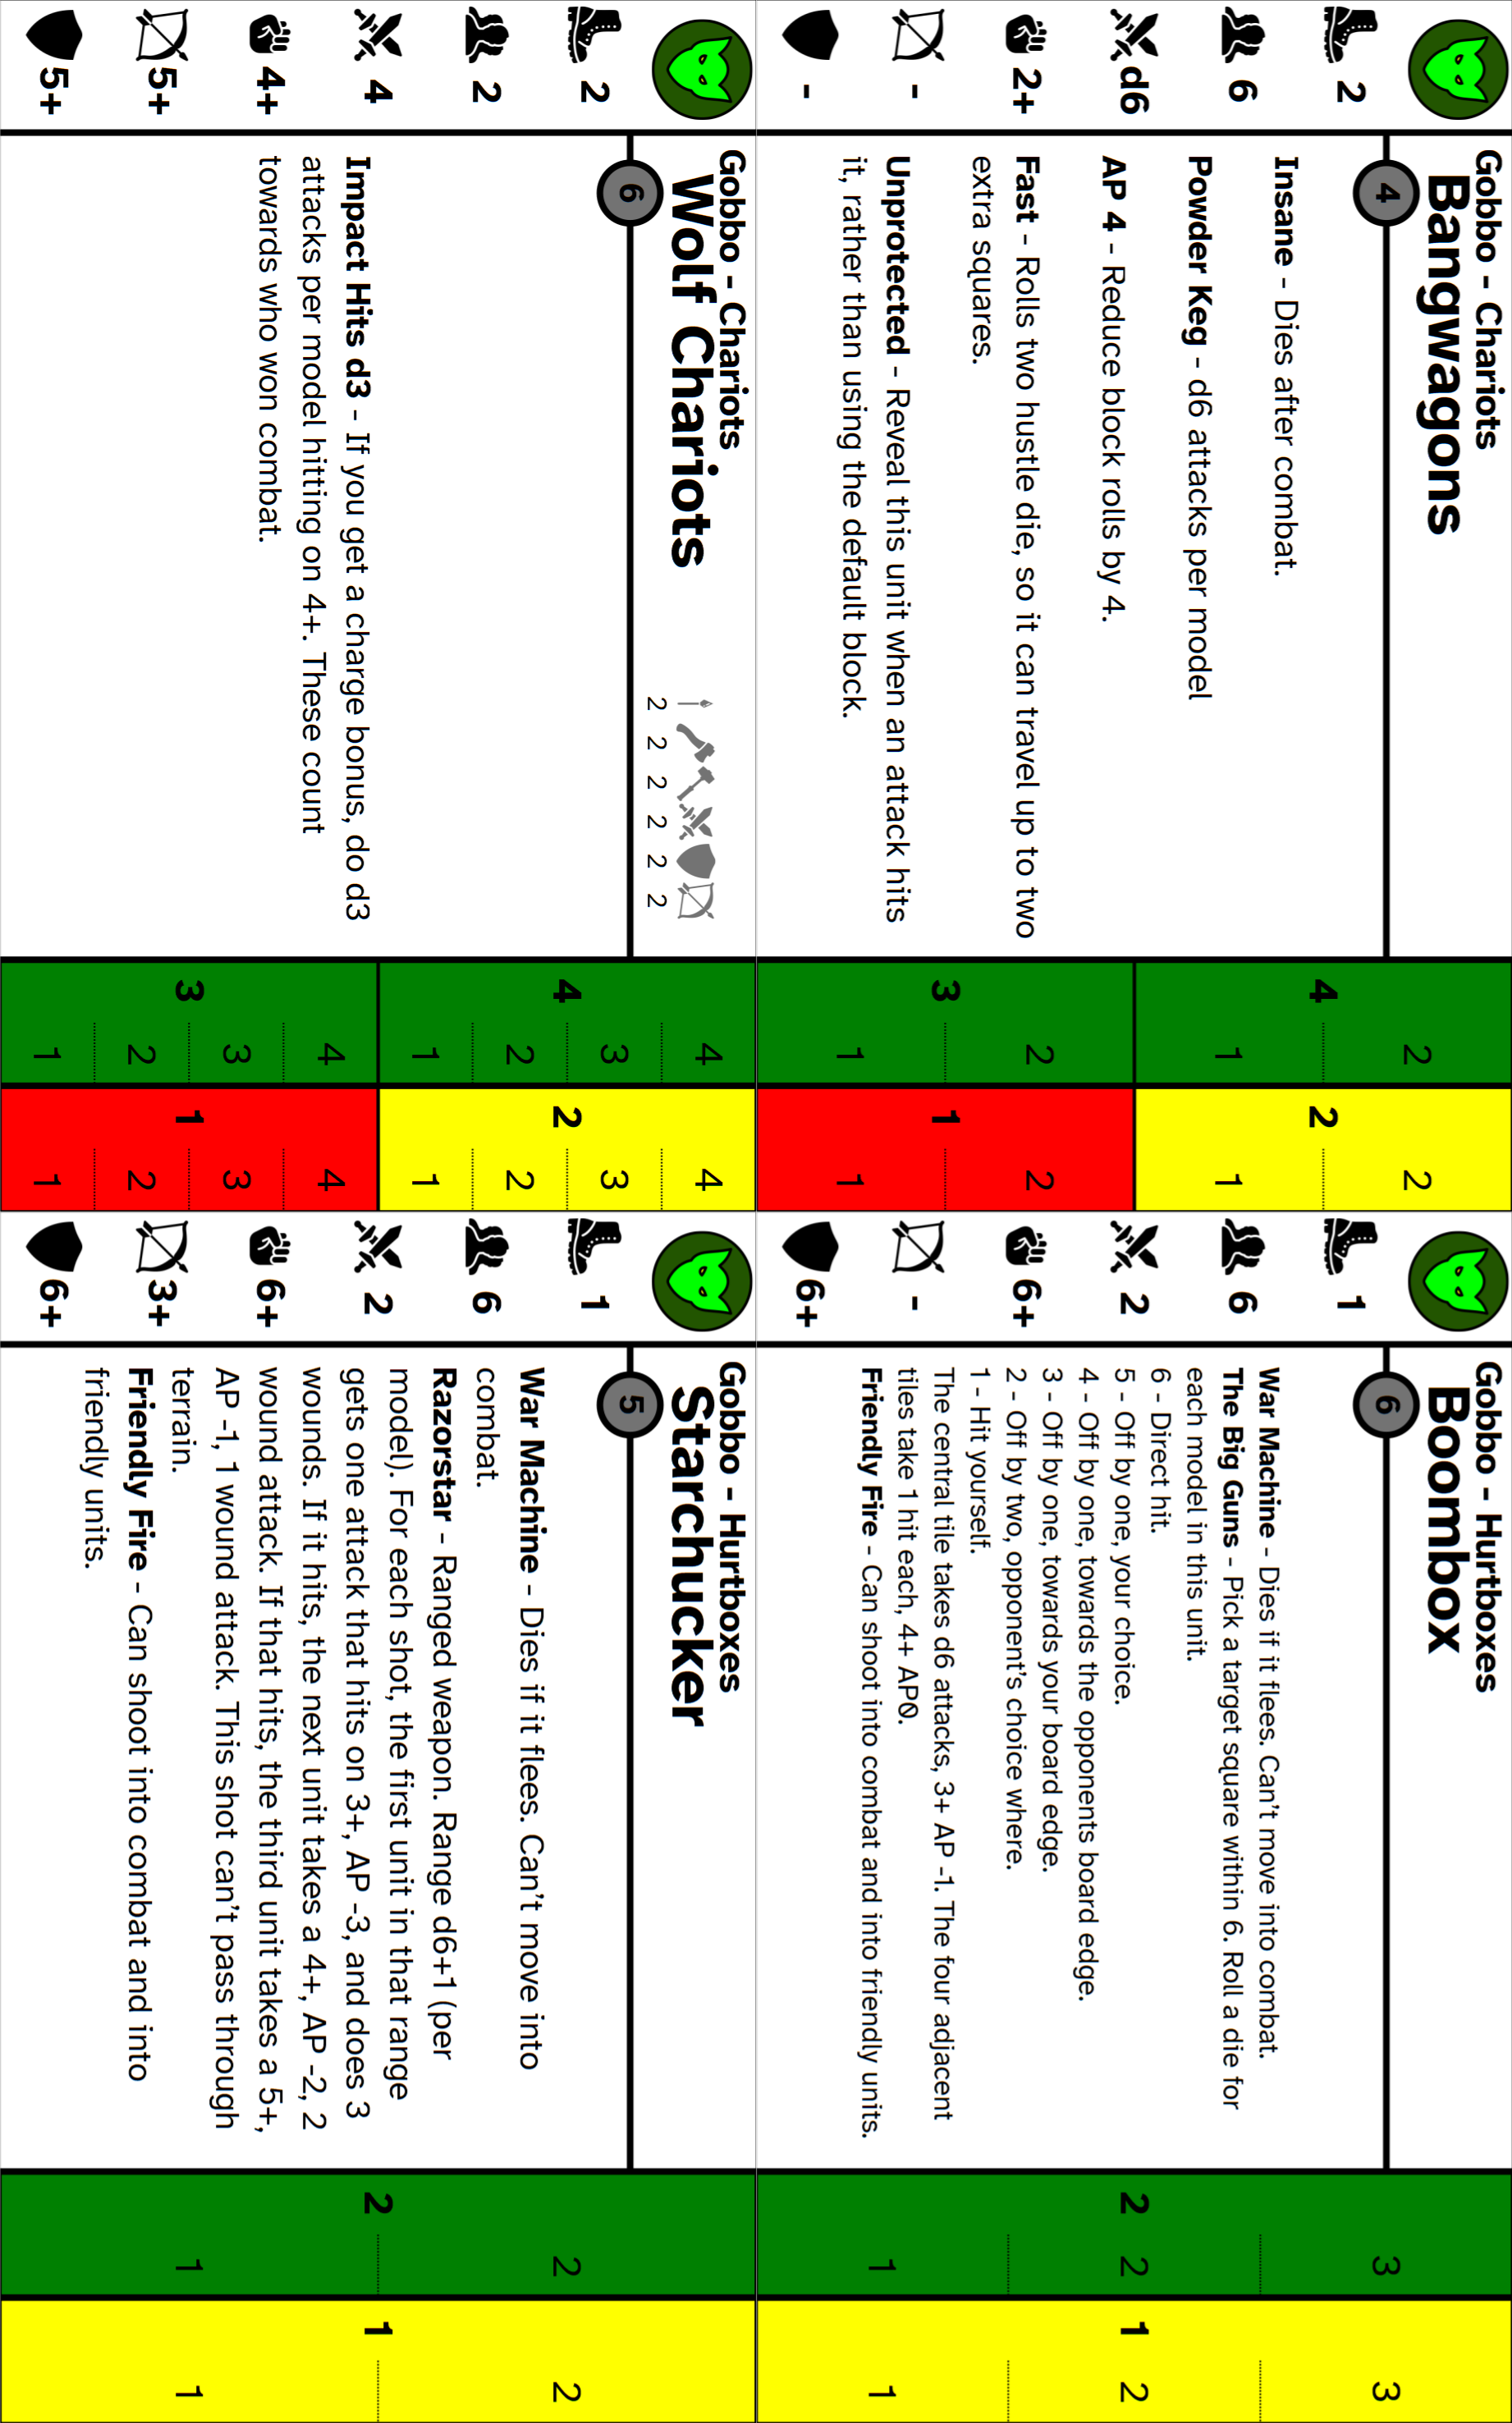 Gobbo - Chariots
Bangwagons
4
2
6
d6
2+
-
-
Insane - Dies after combat.
Powder Keg - d6 attacks per model
AP 4 - Reduce block rolls by 4.
Fast - Rolls two hustle die, so it can travel up to two
extra squares.
Unprotected - Reveal this unit when an attack hits
it, rather than using the default block.
4
2
1
3
2
1
2
2
1
1
2
1
Gobbo - Hurtboxes
Boombox
6
1
6
2
6+
-
6+
War Machine - Dies if it flees. Can't move into combat.
The Big Guns - Pick a target square within 6. Roll a die for
each model in this unit.
6 - Direct hit.
5 - Off by one, your choice.
4 - Off by one, towards the opponents board edge.
3 - Off by one, towards your board edge.
2 - Off by two, opponent's choice where.
1 - Hit yourself.
The central tile takes d6 attacks, 3+ AP -1. The four adjacent
tiles take 1 hit each, 4+ AP0.
Friendly Fire - Can shoot into combat and into friendly units.
2
3
2
1
1
3
2
1
Gobbo - Chariots
Wolf Chariots
6
2 2 2 2 2 2
2
2
4
4+
5+
5+
Impact Hits d3 - If you get a charge bonus, do d3
attacks per model hitting on 4+. These count
towards who won combat.
4
4
3
2
1
3
4
3
2
1
2
4
3
2
1
1
4
3
2
1
Gobbo - Hurtboxes
Starchucker
5
1
6
2
6+
3+
6+
War Machine - Dies if it flees. Can't move into
combat.
Razorstar - Ranged weapon. Range d6+1 (per
model). For each shot, the first unit in that range
gets one attack that hits on 3+, AP -3, and does 3
wounds. If it hits, the next unit takes a 4+, AP -2, 2
wound attack. If that hits, the third unit takes a 5+,
AP -1, 1 wound attack. This shot can't pass through
terrain.
Friendly Fire - Can shoot into combat and into
friendly units.
2
2
1
1
2
1